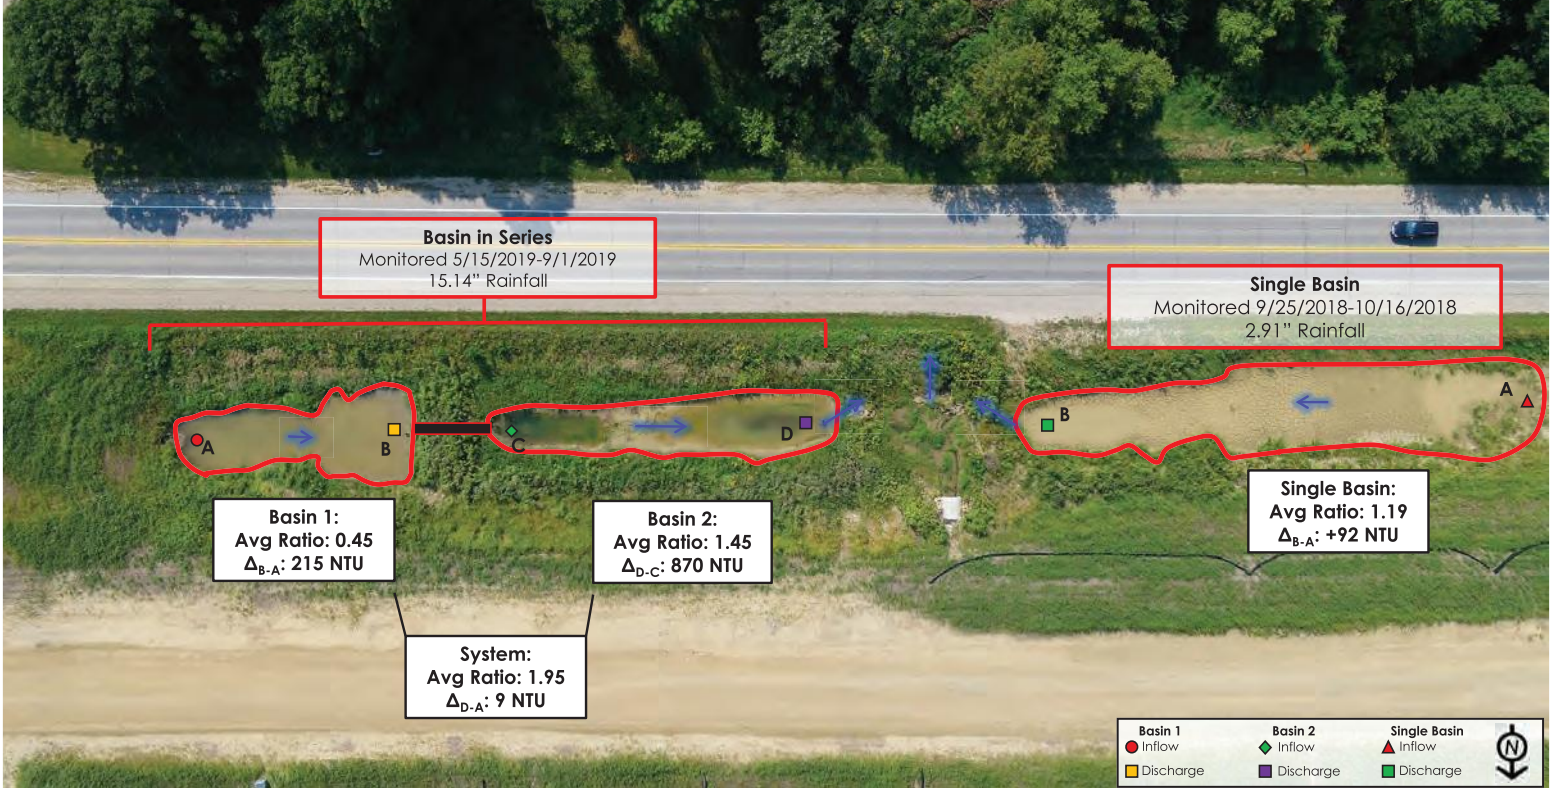 Basin in Series
Monitored 5/15/2019-9/1/2019
15.14” Rainfall
Single Basin
Monitored 9/25/2018-10/16/2018
2.91” Rainfall
A
B
C
D
B
A
Basin 1:
Avg Ratio: 0.45
ΔB-A: 215 NTU
Basin 2:
Avg Ratio: 1.45
ΔD-C: 870 NTU
Single Basin:
Avg Ratio: 1.19
ΔB-A: +92 NTU
System:
Avg Ratio: 1.95
ΔD-A: 9 NTU
Basin 1
Inflow
Discharge
Basin 2
Inflow
Discharge
Single Basin
Inflow
Discharge
N